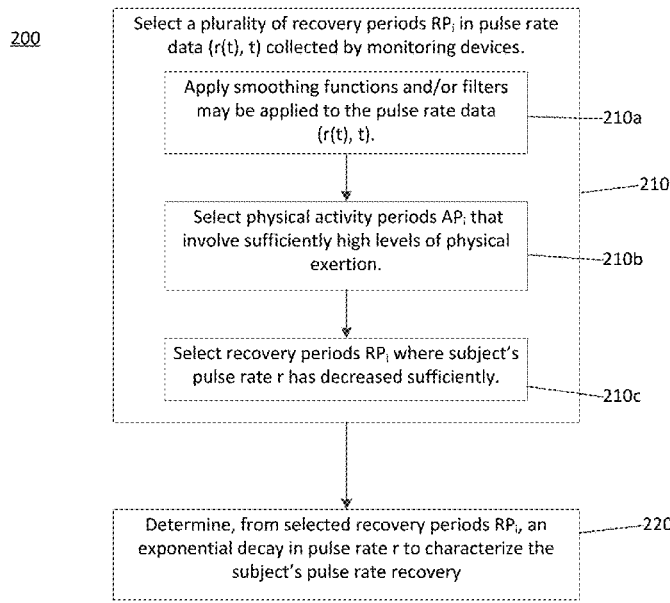 200
Select a plurality of recovery periods RPi in pulse rate
data (r(t), t) collected by monitoring devices.
Apply smoothing functions and/or filters
may be applied to the pulse rate data
(r(t), t).
210a
210
Select physical activity periods APi that
involve sufficiently high levels of physical
exertion.
210b
Select recovery periods RPi where subject's
pulse rate r has decreased sufficiently.
210c
Determine, from selected recovery periods RPi, an
exponential decay in pulse rate r to characterize the
subject's pulse rate recovery
220